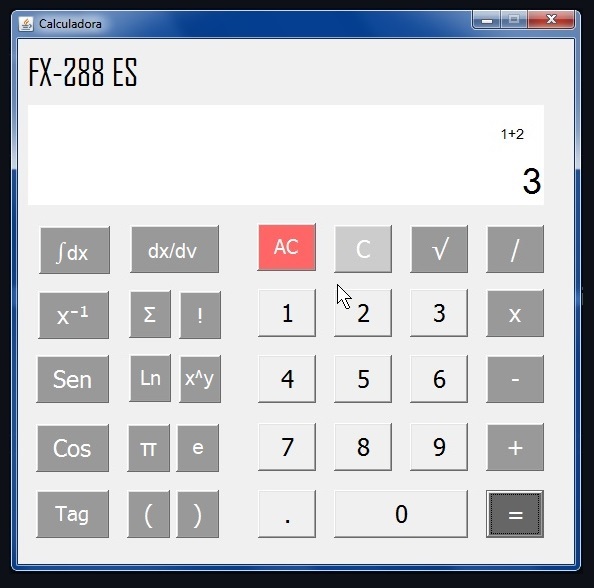 Calculadora
FX-288 ES
1+2
3
∫dx dx/dv AC C √ /
x⁻¹ Σ ! 1 2 3 x
Sen Ln x^y 4 5 6 -
Cos π e 7 8 9 +
Tag ( ) . 0 =